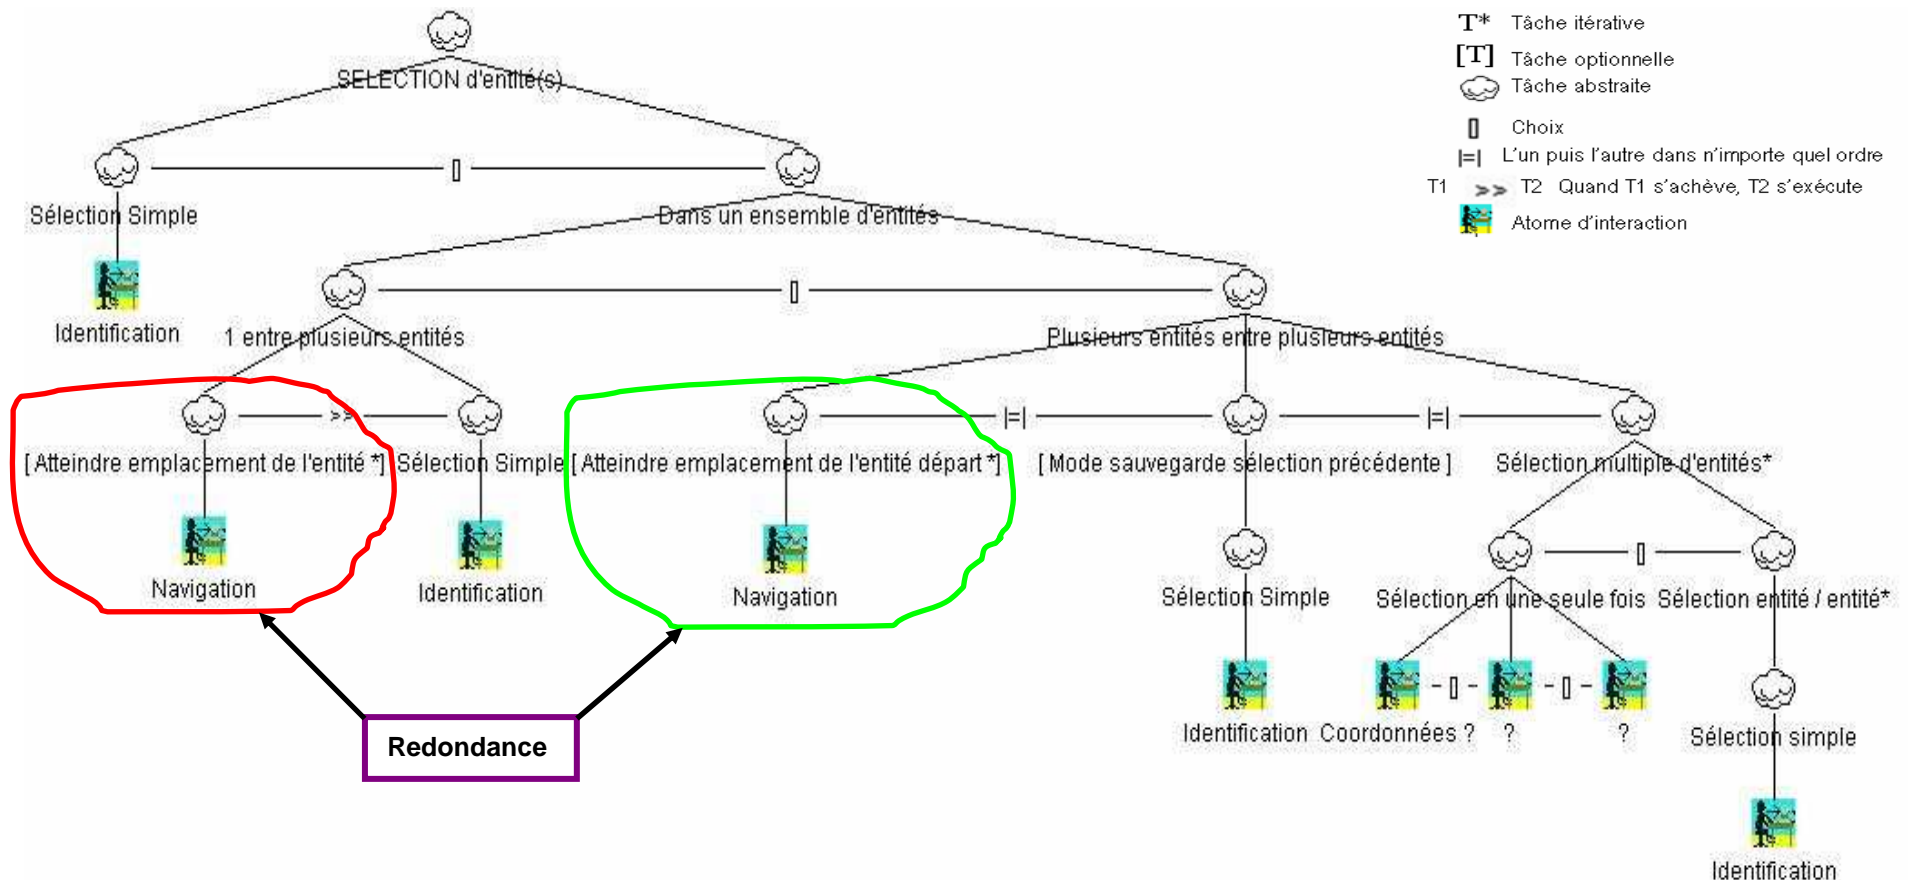 SELECTION d'entité(s)
T* Tâche itérative
[T] Tâche optionnelle
Tâche abstraite
[] Choix
|=| L'un puis l'autre dans n'importe quel ordre
T1 >> T2 Quand T1 s'achève, T2 s'exécute
Atome d'interaction
[]
Sélection Simple
Dans un ensemble d'entités
Identification
[]
1 entre plusieurs entités
Plusieurs entités entre plusieurs entités
>>
|=|
|=|
[ Atteindre emplacement de l'entité *]
Sélection Simple
[ Atteindre emplacement de l'entité départ *]
[ Mode sauvegarde sélection précédente ]
Sélection multiple d'entités*
Navigation
Identification
Navigation
[]
Sélection Simple
Sélection en une seule fois
Sélection entité / entité*
[]
[]
Identification
Coordonnées ?
?
?
Sélection simple
Redondance
Identification